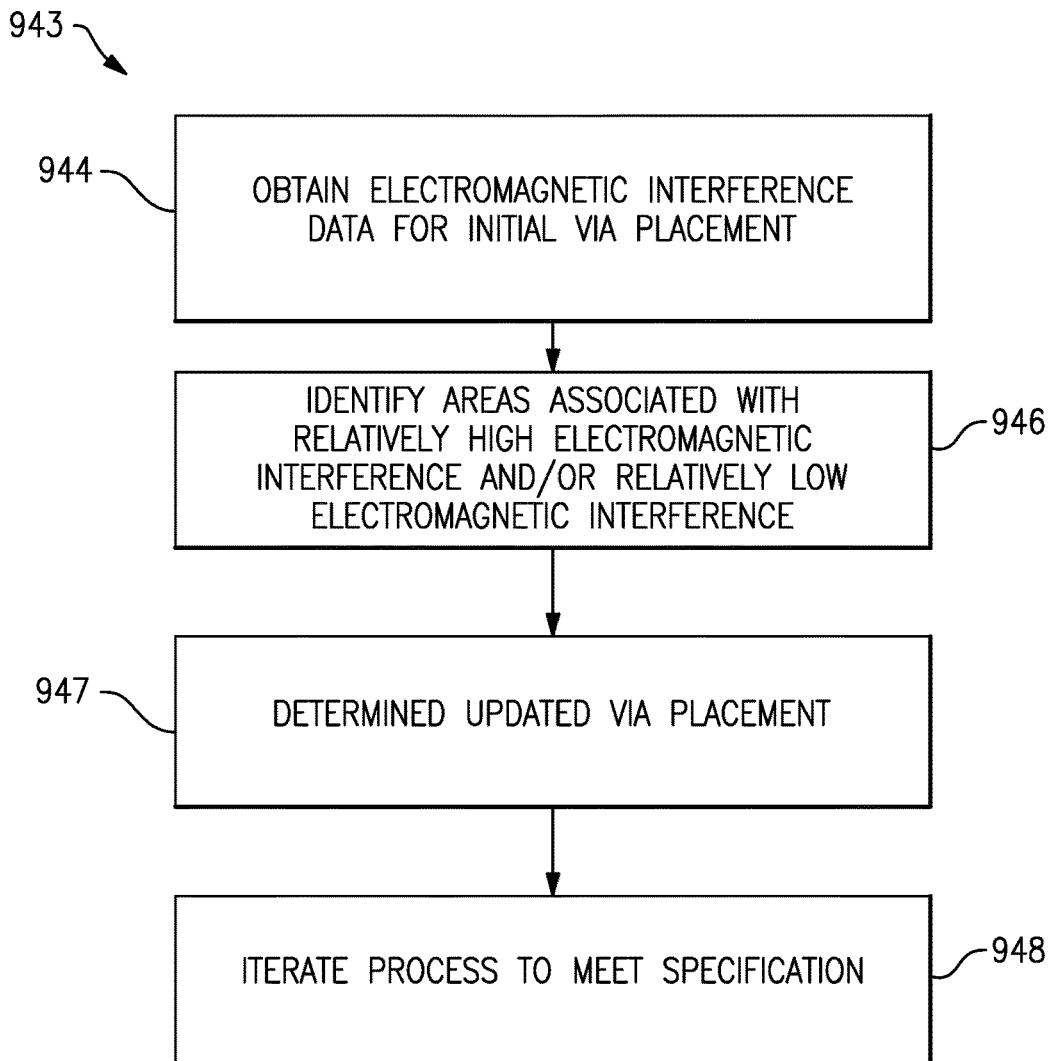 943
944
OBTAIN ELECTROMAGNETIC INTERFERENCE
DATA FOR INITIAL VIA PLACEMENT
IDENTIFY AREAS ASSOCIATED WITH
RELATIVELY HIGH ELECTROMAGNETIC
INTERFERENCE AND/OR RELATIVELY LOW
ELECTROMAGNETIC INTERFERENCE
946
947
DETERMINED UPDATED VIA PLACEMENT
ITERATE PROCESS TO MEET SPECIFICATION
948